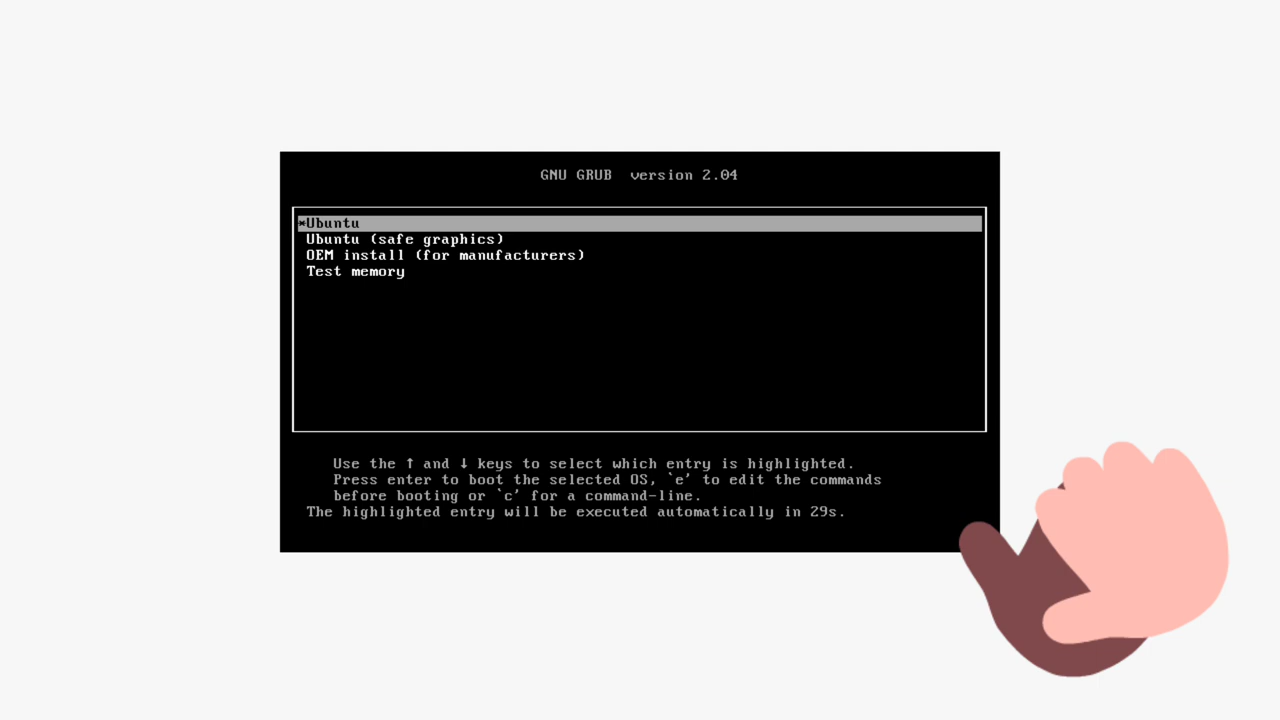 GNU GRUB  version 2.04
*Ubuntu
Ubuntu (safe graphics)
OEM install (for manufacturers)
Test memory
Use the ↑ and ↓ keys to select which entry is highlighted.
Press enter to boot the selected OS, `e' to edit the commands
before booting or `c' for a command-line.
The highlighted entry will be executed automatically in 29s.